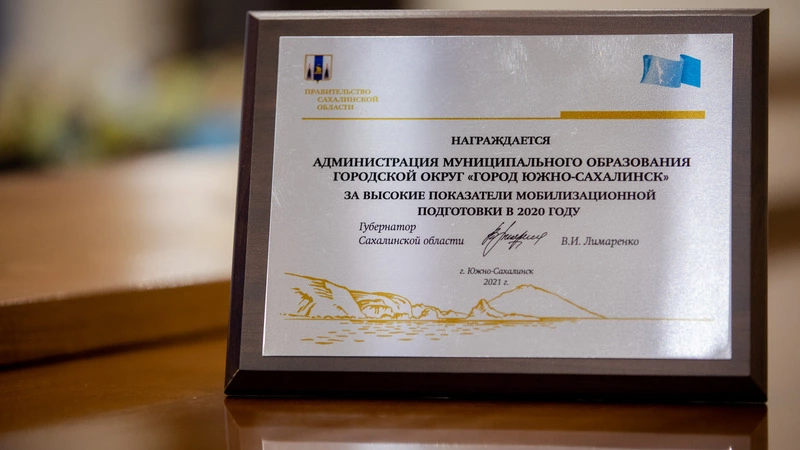 ПРАВИТЕЛЬСТВО
САХАЛИНСКОЙ
ОБЛАСТИ
НАГРАЖДАЕТСЯ
АДМИНИСТРАЦИЯ МУНИЦИПАЛЬНОГО ОБРАЗОВАНИЯ
ГОРОДСКОЙ ОКРУГ «ГОРОД ЮЖНО-САХАЛИНСК»
ЗА ВЫСОКИЕ ПОКАЗАТЕЛИ МОБИЛИЗАЦИОННОЙ
ПОДГОТОВКИ В 2020 ГОДУ
Губернатор
Сахалинской области В.И. Лимаренко
г. Южно-Сахалинск
2021 г.